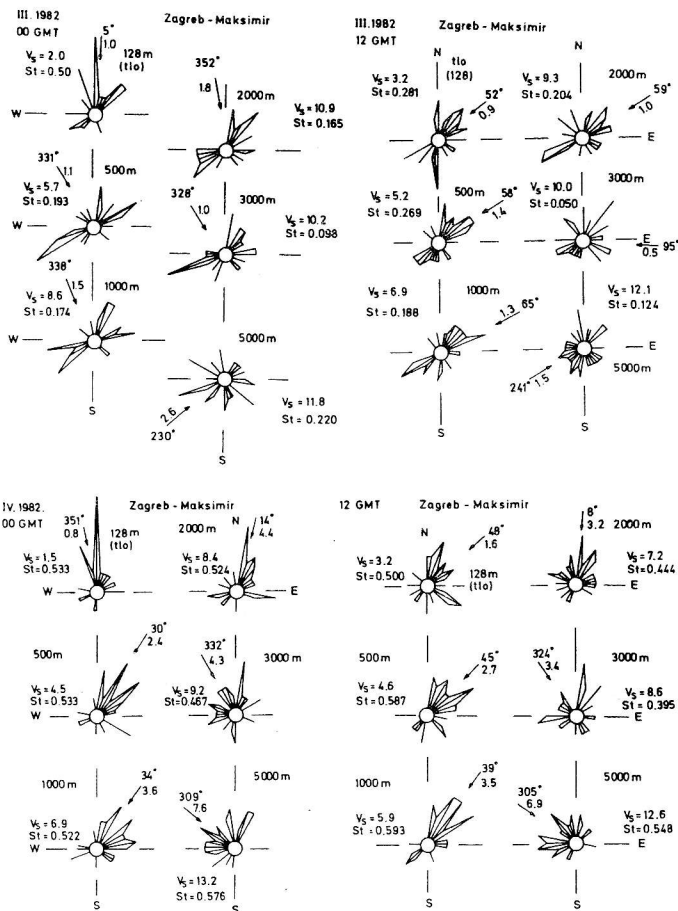 III. 1982
00 GMT
Zagreb - Maksimir
5°
1.0
128 m
(tlo)
Vs = 2.0
St = 0.50
W
352°
1.8
2000 m
Vs = 10.9
St = 0.165
331°
1.1
500 m
Vs = 5.7
St = 0.193
W
328°
1.0
3000 m
Vs = 10.2
St = 0.098
338°
1.5
1000 m
Vs = 8.6
St = 0.174
W
S
5000 m
2.6
230°
Vs = 11.8
St = 0.220
S
III. 1982
12 GMT
Zagreb - Maksimir
N
tlo
(128)
Vs = 3.2
St = 0.281
52°
0.9
N
2000 m
Vs = 9.3
St = 0.204
59°
1.0
E
500 m
Vs = 5.2
St = 0.269
58°
1.4
3000 m
Vs = 10.0
St = 0.050
E
0.5
95°
1000 m
Vs = 6.9
St = 0.188
1.3
65°
S
Vs = 12.1
St = 0.124
E
5000 m
241°
1.5
S
IV. 1982.
00 GMT
Zagreb - Maksimir
351°
0.8
128 m
(tlo)
Vs = 1,5
St = 0.533
W
2000 m
N
14°
4.4
Vs = 8.4
St = 0.524
E
500 m
30°
2.4
Vs = 4.5
St = 0.533
W
332°
4.3
3000 m
Vs = 9.2
St = 0.467
1000 m
34°
3.6
Vs = 6.9
St = 0.522
W
S
309°
7.6
5000 m
Vs = 13.2
St = 0.576
S
12 GMT
Zagreb - Maksimir
N
48°
1.6
Vs = 3.2
St = 0.500
128 m
(tlo)
8°
3.2
2000 m
Vs = 7.2
St = 0.444
E
500 m
45°
2.7
Vs = 4.6
St = 0.587
324°
3.4
3000 m
Vs = 8.6
St = 0.395
E
1000 m
39°
3.5
Vs = 5.9
St = 0.593
S
305°
6.9
5000 m
Vs = 12.6
St = 0.548
E
S